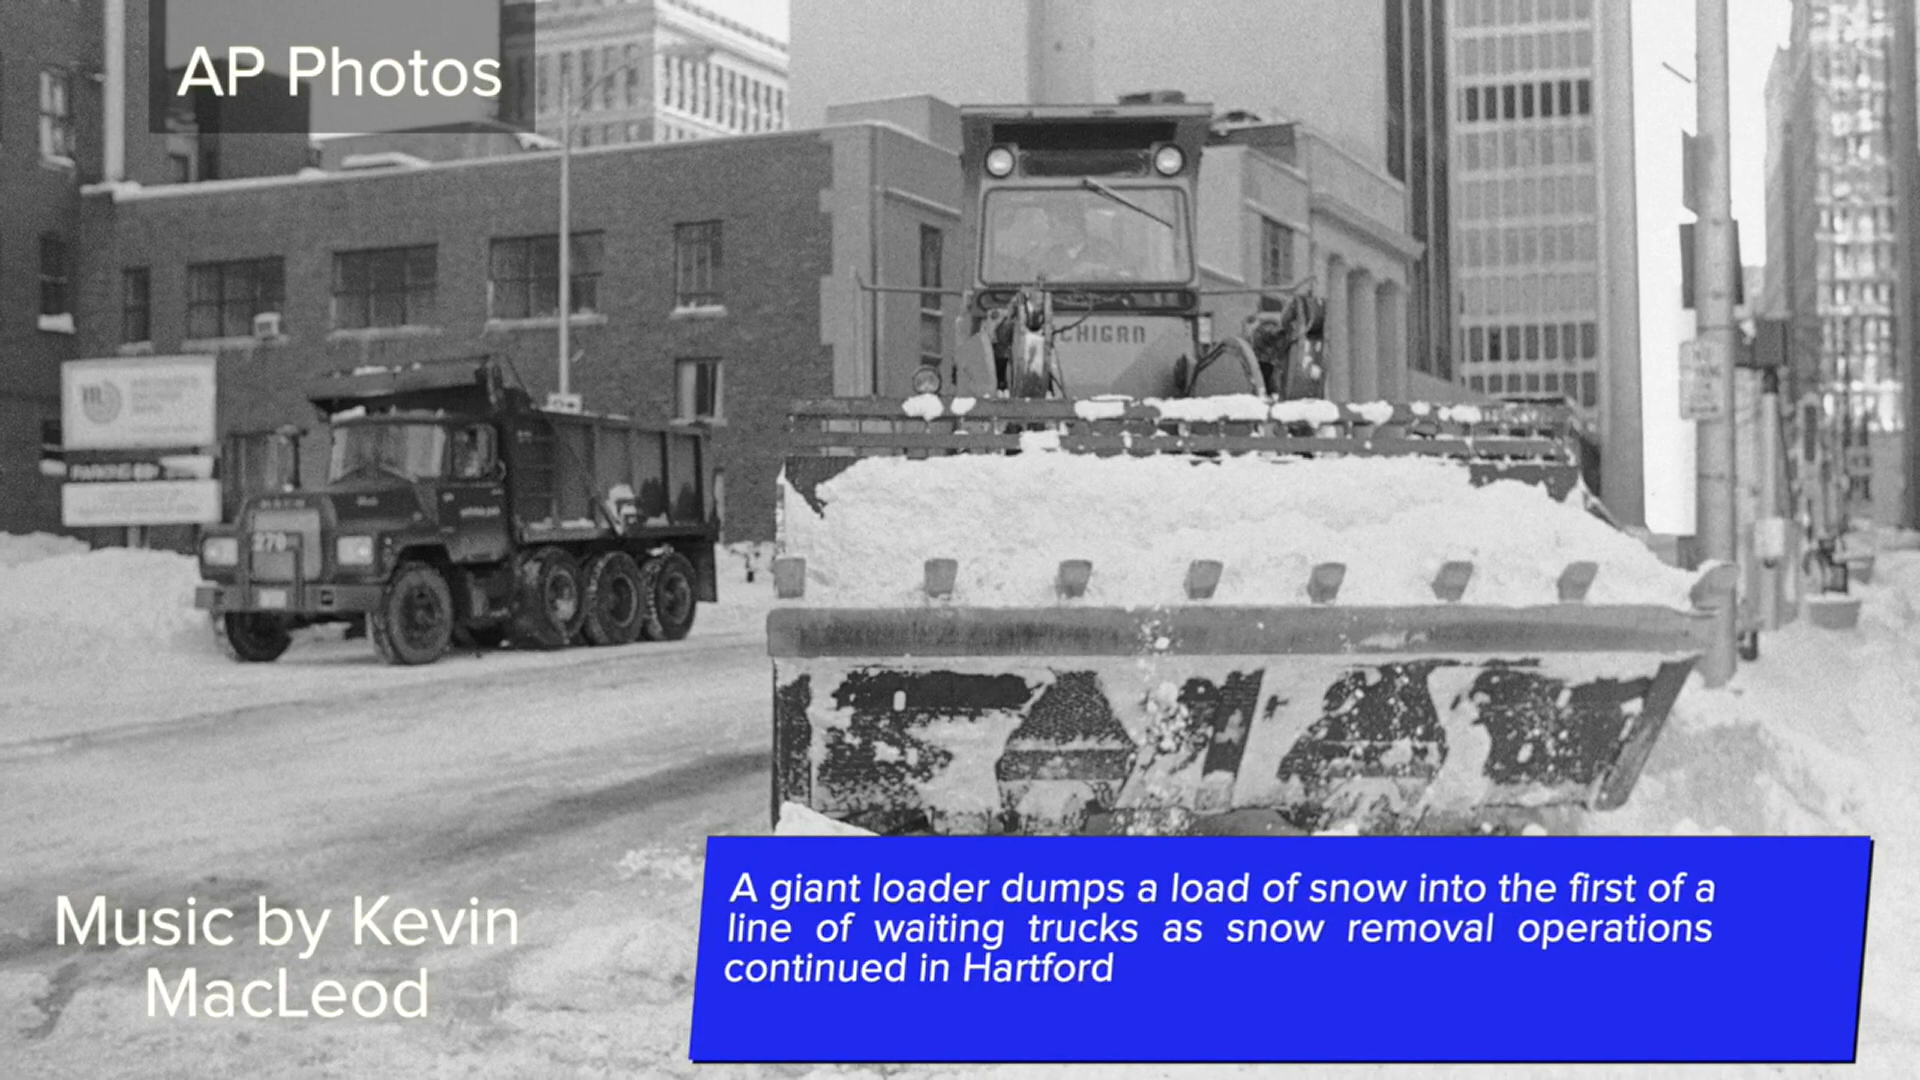 AP Photos
CHIGAN
270
A giant loader dumps a load of snow into the first of a
line of waiting trucks as snow removal operations
continued in Hartford
Music by Kevin
MacLeod